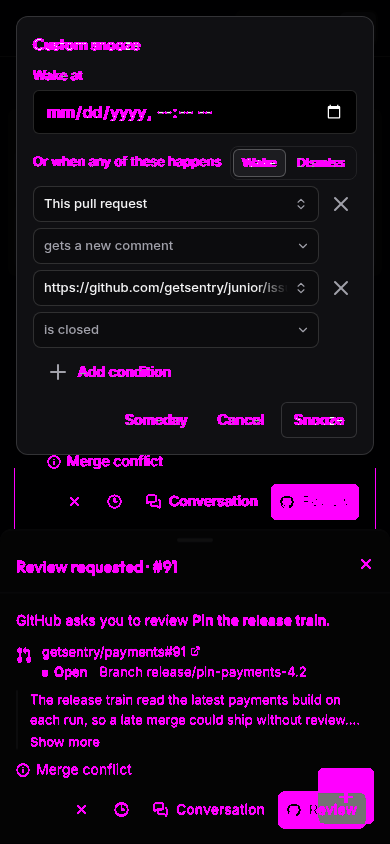 Custom snooze
Wake at
mm/dd/yyyy, --:-- --
Or when any of these happens Wake Dismiss
This pull request
gets a new comment
https://github.com/getsentry/junior/iss
is closed
Add condition
Someday Cancel Snooze
Merge conflict
Conversation
Review requested · #91
GitHub asks you to review Pin the release train.
getsentry/payments#91
Open Branch release/pin-payments-4.2
The release train read the latest payments build on
each run, so a late merge could ship without review....
Show more
Merge conflict
Conversation